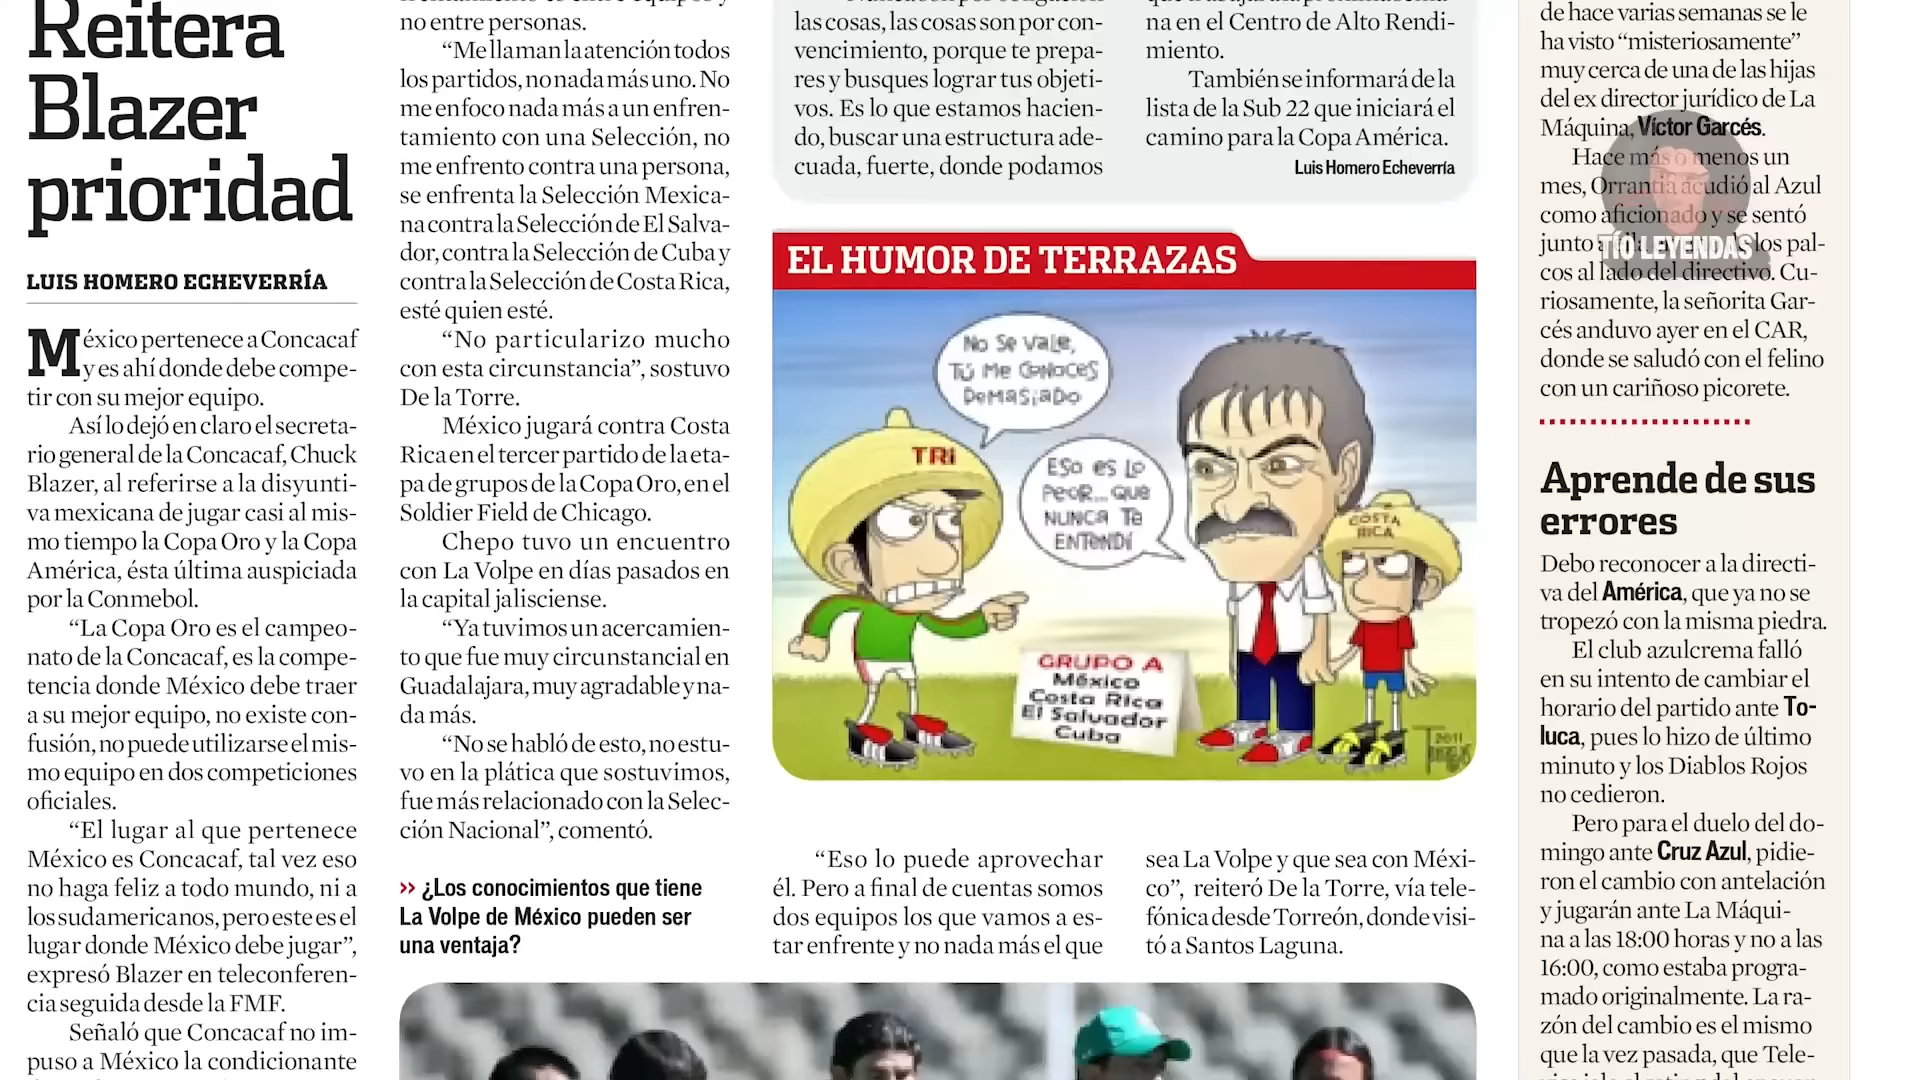 Reitera
Blazer
prioridad
LUIS HOMERO ECHEVERRÍA
México pertenece a Concacaf
y es ahí donde debe compe-
tir con su mejor equipo.
Así lo dejó en claro el secreta-
rio general de la Concacaf, Chuck
Blazer, al referirse a la disyunti-
va mexicana de jugar casi al mis-
mo tiempo la Copa Oro y la Copa
América, ésta última auspiciada
por la Conmebol.
“La Copa Oro es el campeo-
nato de la Concacaf, es la compe-
tencia donde México debe traer
a su mejor equipo, no existe con-
fusión, no puede utilizarse el mis-
mo equipo en dos competiciones
oficiales.
“El lugar al que pertenece
México es Concacaf, tal vez eso
no haga feliz a todo mundo, ni a
los sudamericanos, pero este es el
lugar donde México debe jugar”,
expresó Blazer en teleconferen-
cia seguida desde la FMF.
Señaló que Concacaf no im-
puso a México la condicionante
no entre personas.
“Me llaman la atención todos
los partidos, no nada más uno. No
me enfoco nada más a un enfren-
tamiento con una Selección, no
me enfrento contra una persona,
se enfrenta la Selección Mexica-
na contra la Selección de El Salva-
dor, contra la Selección de Cuba y
contra la Selección de Costa Rica,
esté quien esté.
“No particularizo mucho
con esta circunstancia”, sostuvo
De la Torre.
México jugará contra Costa
Rica en el tercer partido de la eta-
pa de grupos de la Copa Oro, en el
Soldier Field de Chicago.
Chepo tuvo un encuentro
con La Volpe en días pasados en
la capital jalisciense.
“Ya tuvimos un acercamien-
to que fue muy circunstancial en
Guadalajara, muy agradable y na-
da más.
“No se habló de esto, no estu-
vo en la plática que sostuvimos,
fue más relacionado con la Selec-
ción Nacional”, comentó.
›› ¿Los conocimientos que tiene
La Volpe de México pueden ser
una ventaja?
las cosas, las cosas son por con-
vencimiento, porque te prepa-
res y busques lograr tus objeti-
vos. Es lo que estamos hacien-
do, buscar una estructura ade-
cuada, fuerte, donde podamos
na en el Centro de Alto Rendi-
miento.
También se informará de la
lista de la Sub 22 que iniciará el
camino para la Copa América.
Luis Homero Echeverría
EL HUMOR DE TERRAZAS
No Se Vale,
Tú Me Conoces
Demasiado
Eso es lo
Peor... Que
Nunca Te
Entendí
TRI
COSTA
RICA
GRUPO A
México
Costa Rica
El Salvador
Cuba
2011
“Eso lo puede aprovechar
él. Pero a final de cuentas somos
dos equipos los que vamos a es-
tar enfrente y no nada más el que
sea La Volpe y que sea con Méxi-
co”, reiteró De la Torre, vía tele-
fónica desde Torreón, donde visi-
tó a Santos Laguna.
de hace varias semanas se le
ha visto “misteriosamente”
muy cerca de una de las hijas
del ex director jurídico de La
Máquina, Víctor Garcés.
Hace más o menos un
mes, Orrantia acudió al Azul
como aficionado y se sentó
junto los pal-
TÍO LEYENDAS
cos al lado del directivo. Cu-
riosamente, la señorita Gar-
cés anduvo ayer en el CAR,
donde se saludó con el felino
con un cariñoso picorete.
Aprende de sus
errores
Debo reconocer a la directi-
va del América, que ya no se
tropezó con la misma piedra.
El club azulcrema falló
en su intento de cambiar el
horario del partido ante To-
luca, pues lo hizo de último
minuto y los Diablos Rojos
no cedieron.
Pero para el duelo del do-
mingo ante Cruz Azul, pidie-
ron el cambio con antelación
y jugarán ante La Máqui-
na a las 18:00 horas y no a las
16:00, como estaba progra-
mado originalmente. La ra-
zón del cambio es el mismo
que la vez pasada, que Tele-